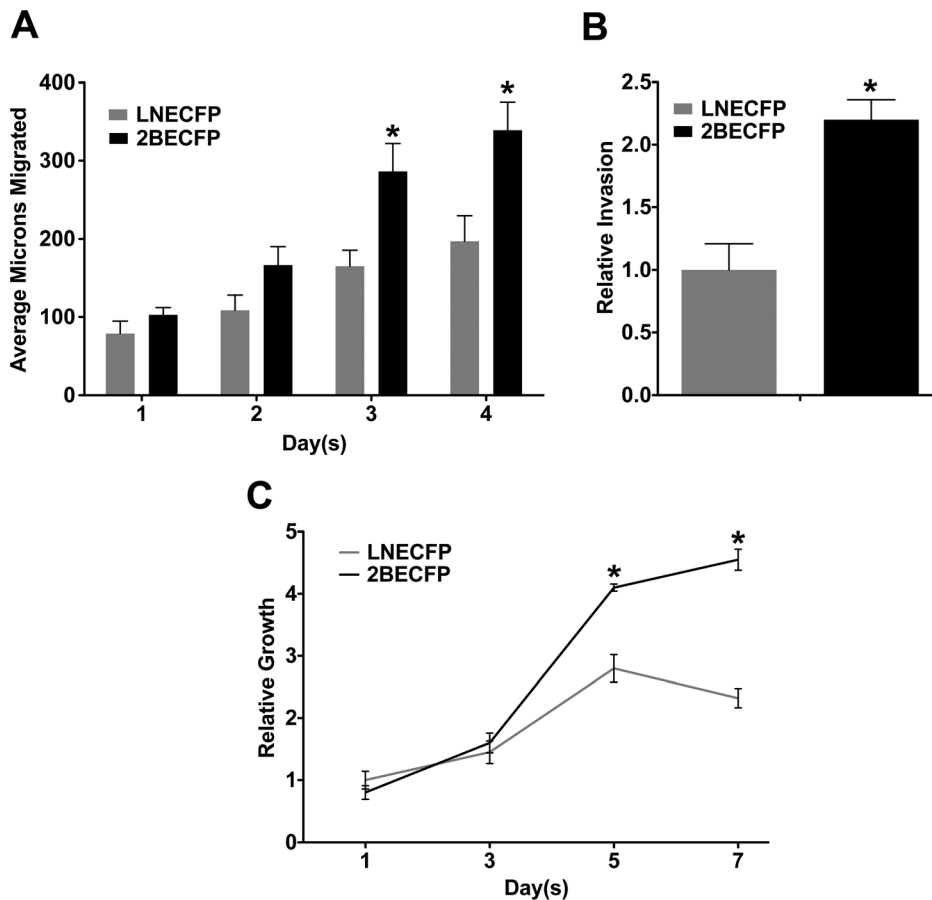 A
Average Microns Migrated
400
300
200
100
0
LNECFP
2BECFP
*
*
1 2 3 4
Day(s)
B
Relative Invasion
2.5
2.0
1.5
1.0
0.5
0.0
LNECFP
2BECFP
*
C
Relative Growth
5
4
3
2
1
0
LNECFP
2BECFP
*
*
1 3 5 7
Day(s)